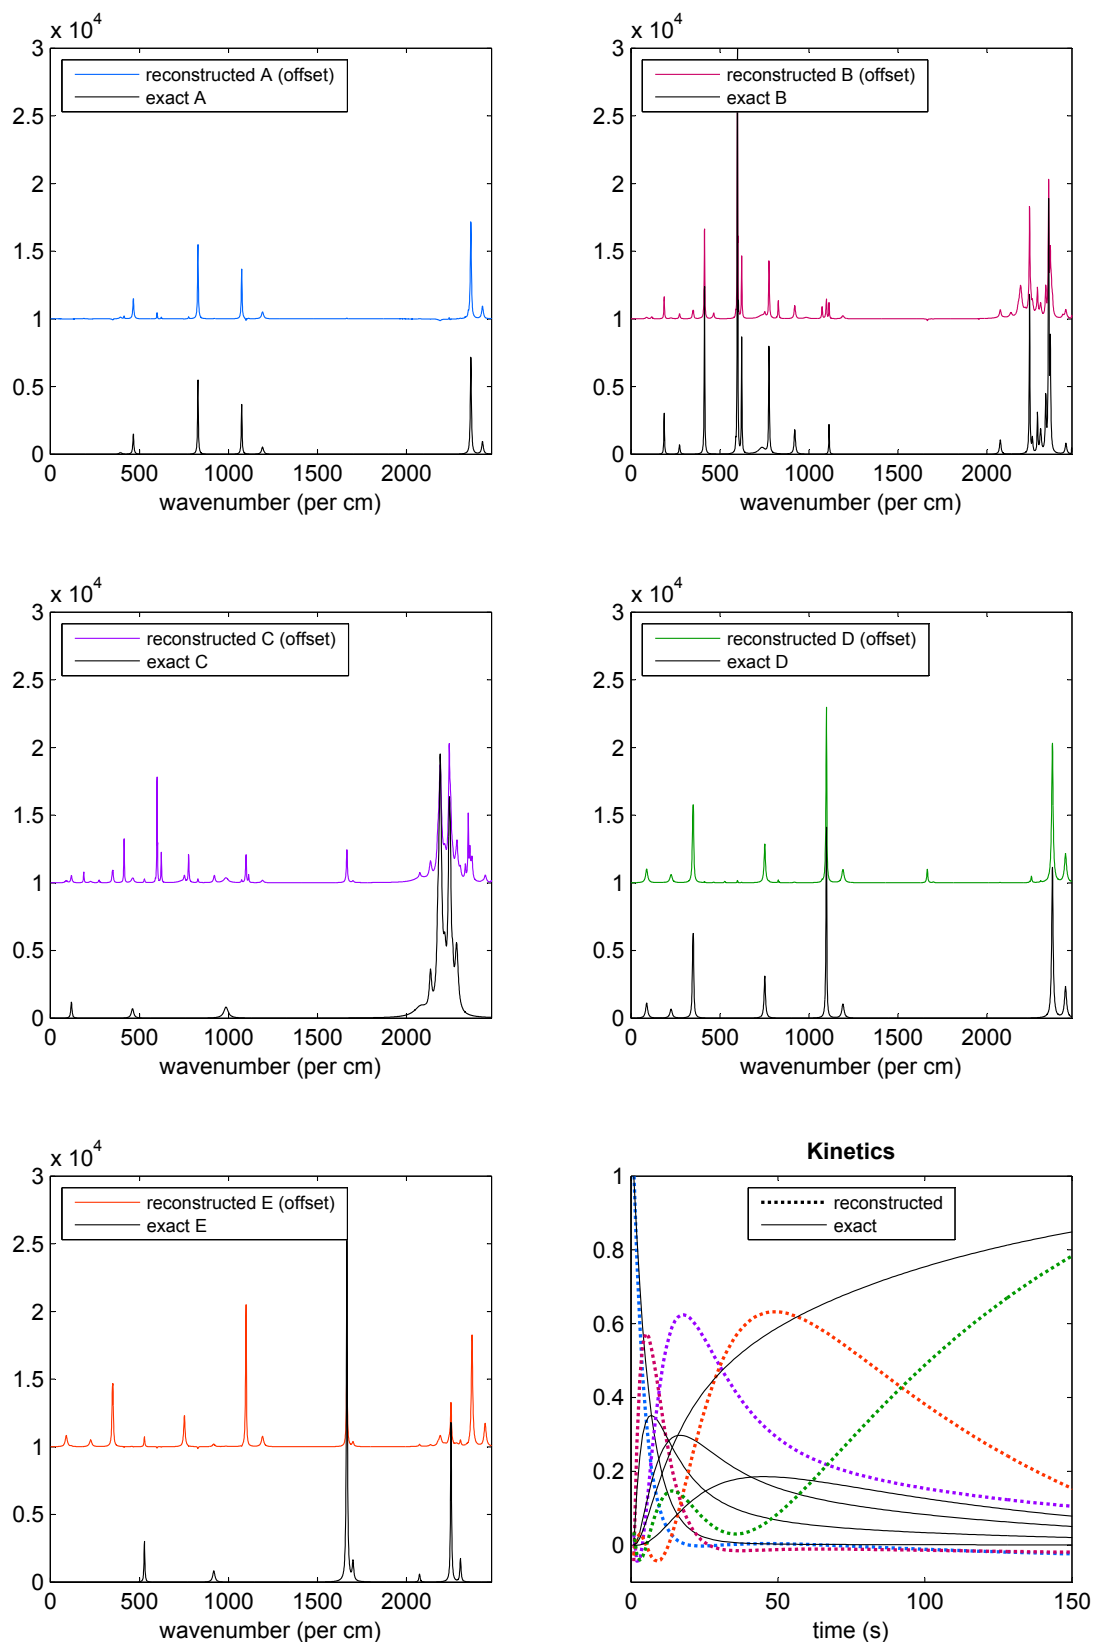 x 10^4
3
2.5
2
1.5
1
0.5
0
0 500 1000 1500 2000
wavenumber (per cm)
reconstructed A (offset)
exact A
x 10^4
3
2.5
2
1.5
1
0.5
0
0 500 1000 1500 2000
wavenumber (per cm)
reconstructed B (offset)
exact B
x 10^4
3
2.5
2
1.5
1
0.5
0
0 500 1000 1500 2000
wavenumber (per cm)
reconstructed C (offset)
exact C
x 10^4
3
2.5
2
1.5
1
0.5
0
0 500 1000 1500 2000
wavenumber (per cm)
reconstructed D (offset)
exact D
x 10^4
3
2.5
2
1.5
1
0.5
0
0 500 1000 1500 2000
wavenumber (per cm)
reconstructed E (offset)
exact E
Kinetics
1
0.8
0.6
0.4
0.2
0
0 50 100 150
time (s)
reconstructed
exact